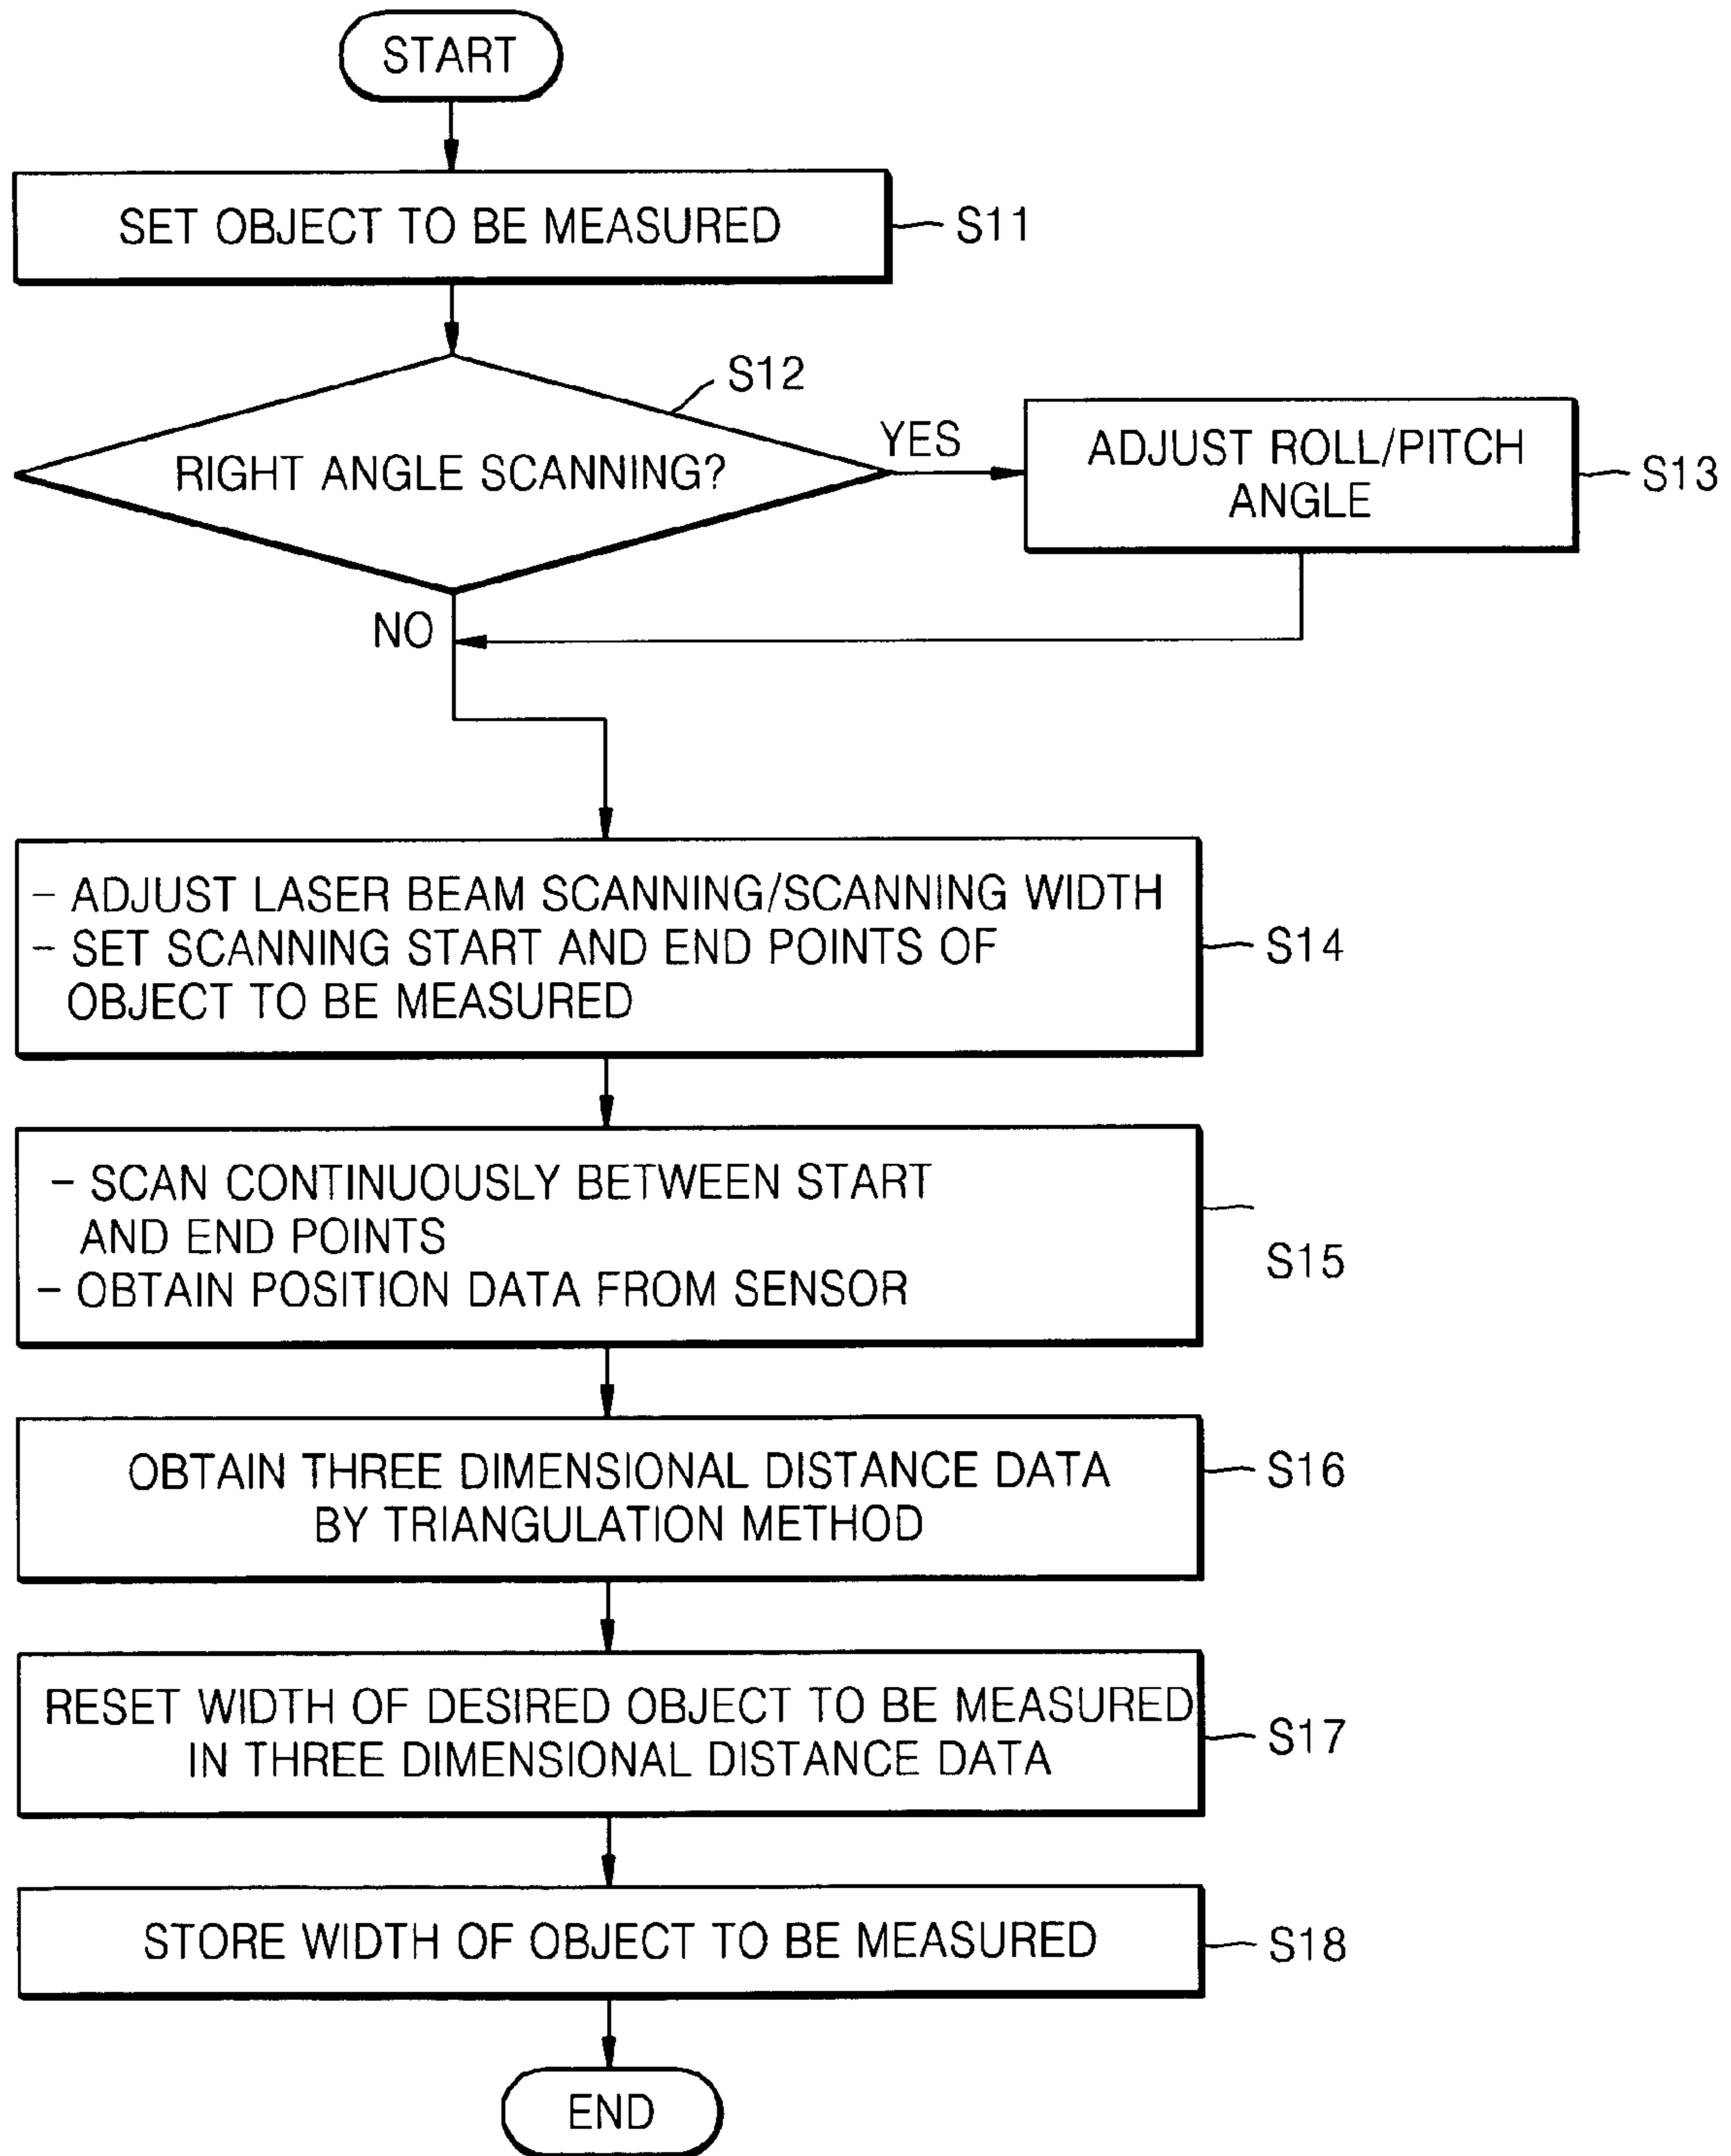 START
SET OBJECT TO BE MEASURED
S11
S12
RIGHT ANGLE SCANNING?
YES
ADJUST ROLL/PITCH
ANGLE
S13
NO
- ADJUST LASER BEAM SCANNING/SCANNING WIDTH
- SET SCANNING START AND END POINTS OF
OBJECT TO BE MEASURED
S14
- SCAN CONTINUOUSLY BETWEEN START
AND END POINTS
- OBTAIN POSITION DATA FROM SENSOR
S15
OBTAIN THREE DIMENSIONAL DISTANCE DATA
BY TRIANGULATION METHOD
S16
RESET WIDTH OF DESIRED OBJECT TO BE MEASURED
IN THREE DIMENSIONAL DISTANCE DATA
S17
STORE WIDTH OF OBJECT TO BE MEASURED
S18
END